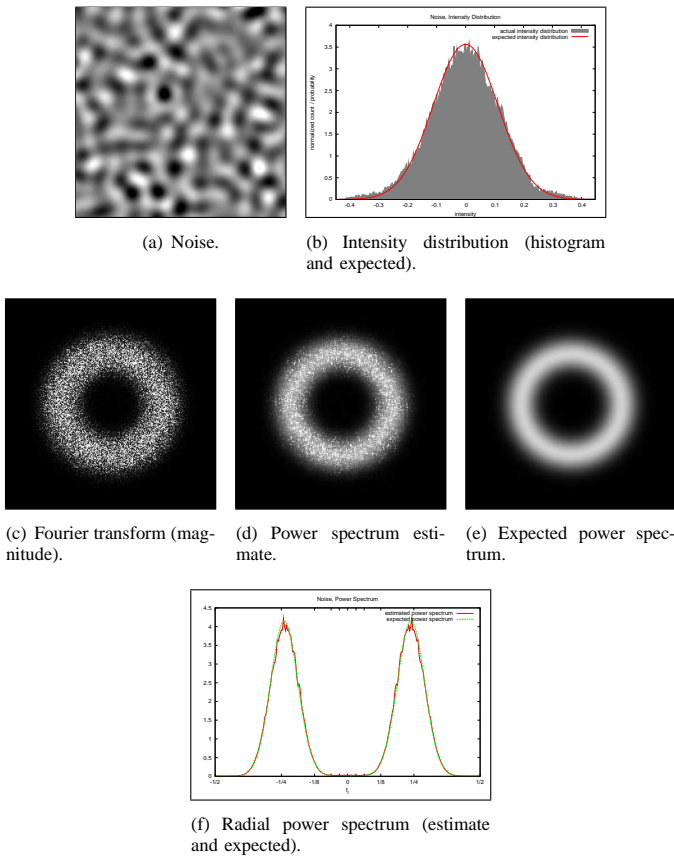 Noise, Intensity Distribution
actual intensity distribution
expected intensity distribution
normalized count / probability
4
3.5
3
2.5
2
1.5
1
0.5
0
-0.4 -0.3 -0.2 -0.1 0 0.1 0.2 0.3 0.4
intensity
(a) Noise.
(b) Intensity distribution (histogram
and expected).
(c) Fourier transform (mag-
nitude).
(d) Power spectrum esti-
mate.
(e) Expected power spec-
trum.
Noise, Power Spectrum
estimated power spectrum
expected power spectrum
4.5
4
3.5
3
2.5
2
1.5
1
0.5
0
-1/2 -1/4 -1/8 0 1/8 1/4 1/2
(f) Radial power spectrum (estimate
and expected).